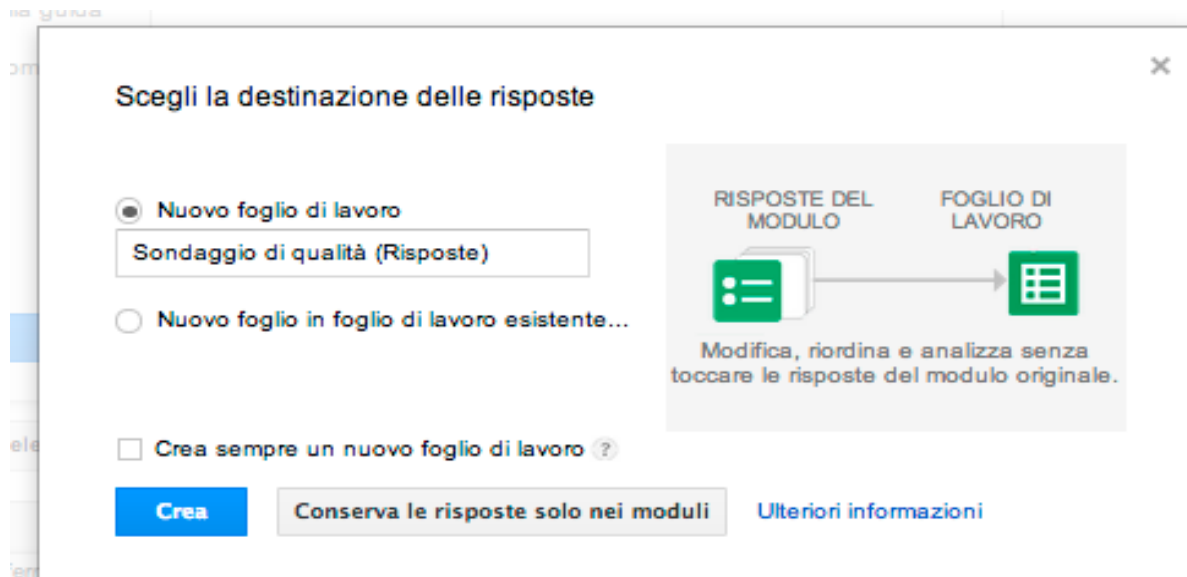 la guida
Scegli la destinazione delle risposte
Nuovo foglio di lavoro
Sondaggio di qualità (Risposte)
Nuovo foglio in foglio di lavoro esistente...
RISPOSTE DEL
MODULO
FOGLIO DI
LAVORO
Modifica, riordina e analizza senza
toccare le risposte del modulo originale.
Crea sempre un nuovo foglio di lavoro ?
Crea
Conserva le risposte solo nei moduli
Ulteriori informazioni